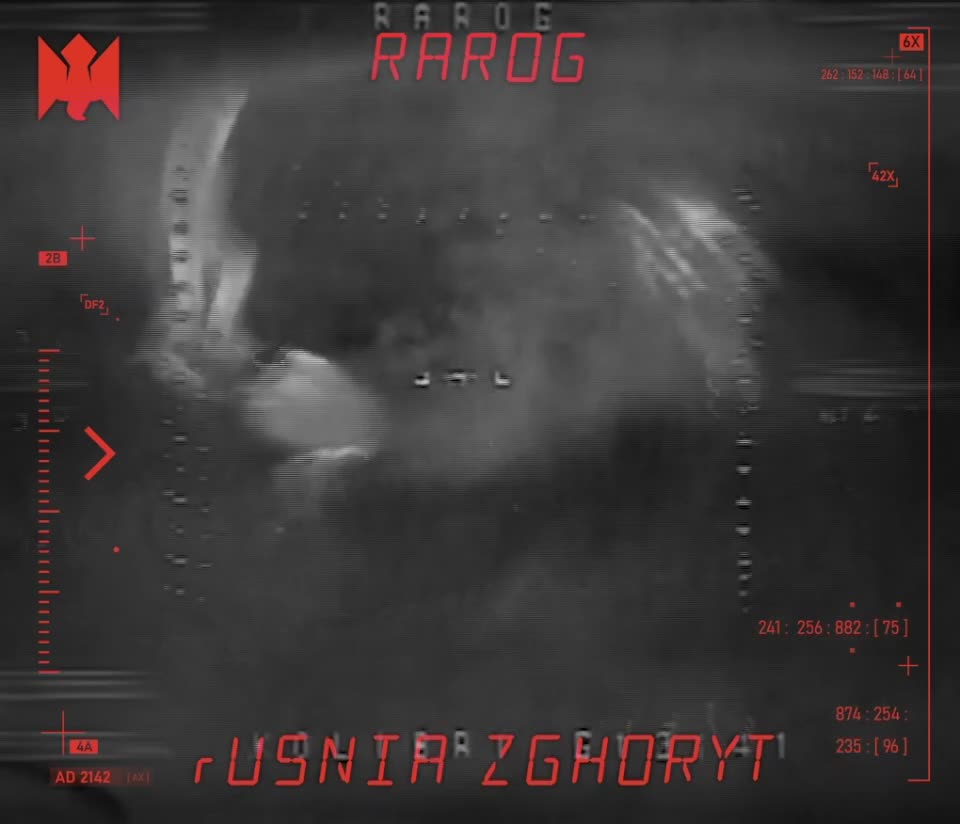 RAROG
RAROG
6X
262 : 152 : 148 : [ 64 ]
42X
2B
DF2
241 : 256 : 882 : [ 75 ]
874 : 254 :
4A
235 : [ 96 ]
rUSNIA ZGHORYT
AD 2142 [AX]